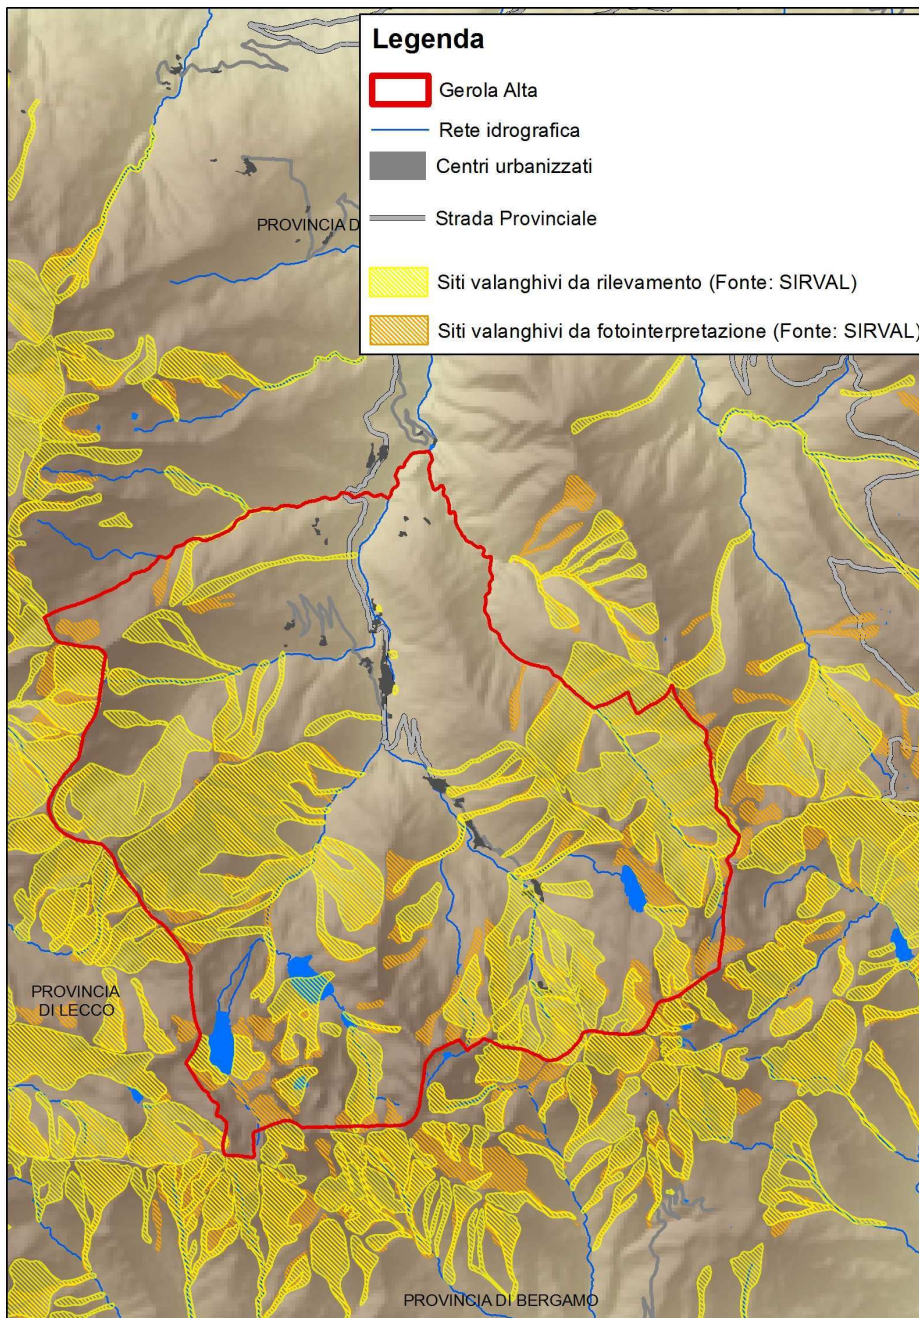 Legenda
Gerola Alta
Rete idrografica
Centri urbanizzati
Strada Provinciale
Siti valanghivi da rilevamento (Fonte: SIRVAL)
Siti valanghivi da fotointerpretazione (Fonte: SIRVAL)
PROVINCIA D
PROVINCIA
DI LECCO
PROVINCIA DI BERGAMO